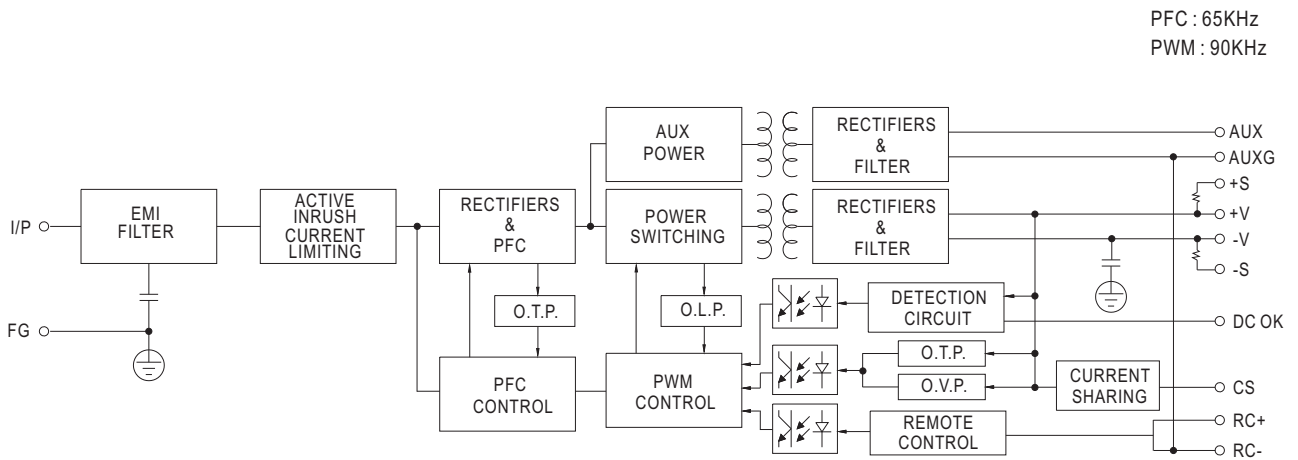 PFC : 65KHz
PWM : 90KHz
AUX
POWER
RECTIFIERS
&
FILTER
AUX
AUXG
+S
I/P
EMI
FILTER
ACTIVE
INRUSH
CURRENT
LIMITING
RECTIFIERS
&
PFC
POWER
SWITCHING
RECTIFIERS
&
FILTER
+V
-V
-S
O.T.P.
O.L.P.
DETECTION
CIRCUIT
DC OK
FG
PFC
CONTROL
PWM
CONTROL
O.T.P.
O.V.P.
CURRENT
SHARING
CS
REMOTE
CONTROL
RC+
RC-